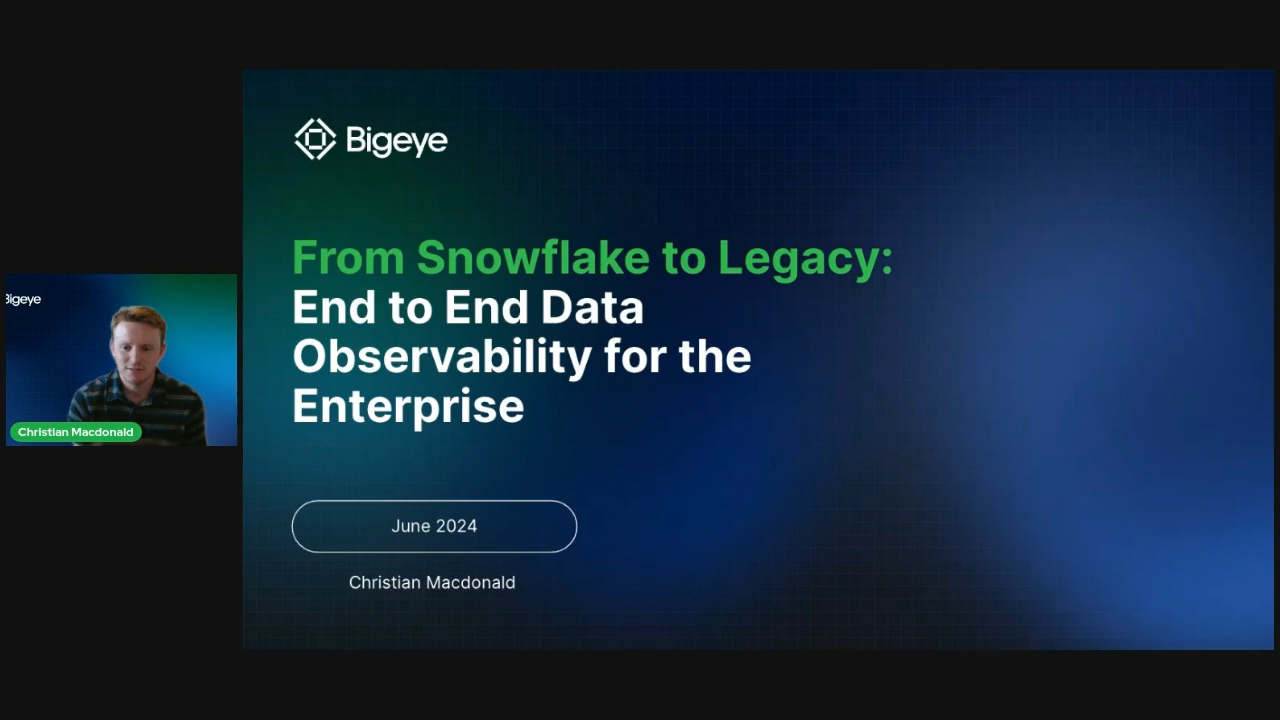 Bigeye
From Snowflake to Legacy:
End to End Data
Observability for the
Enterprise
June 2024
Christian Macdonald
Bigeye
Christian Macdonald